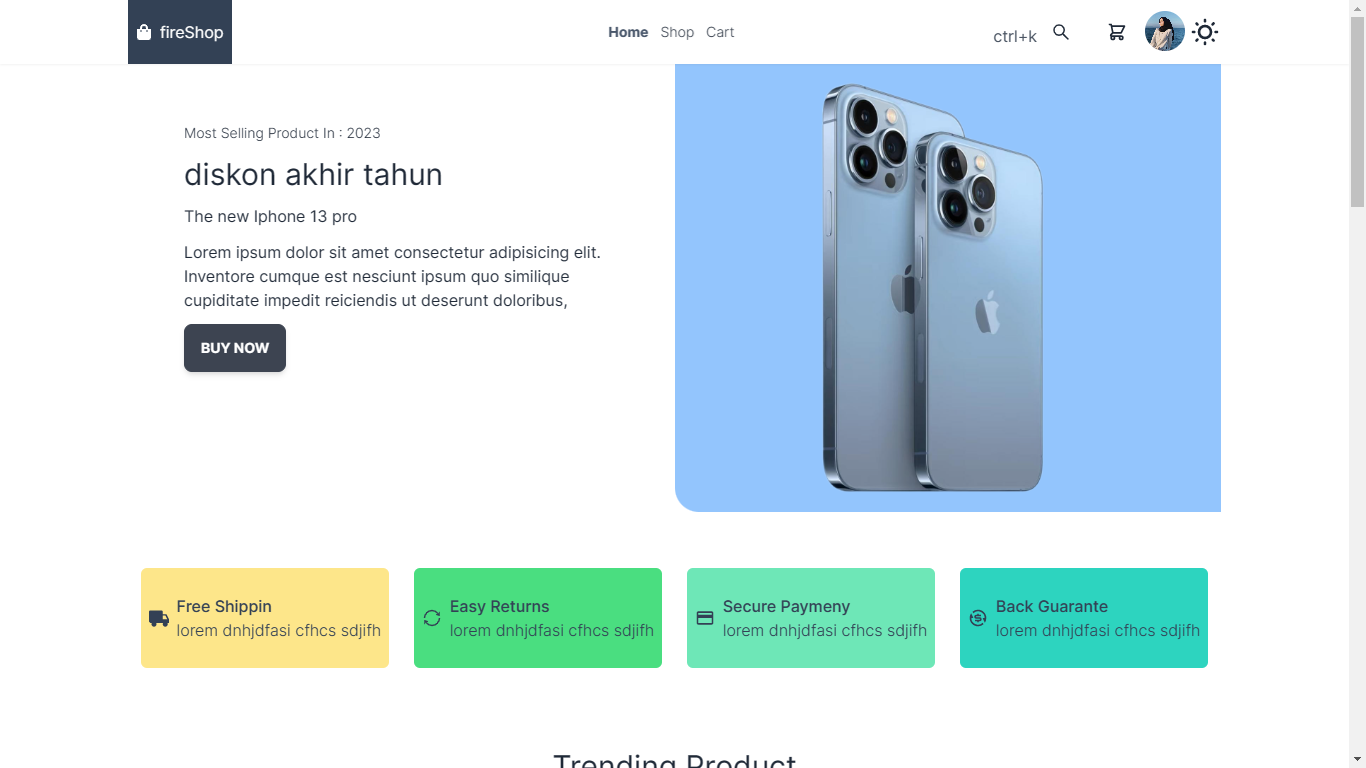 fireShop
Home Shop Cart
ctrl+k
Most Selling Product In : 2023
diskon akhir tahun
The new Iphone 13 pro
Lorem ipsum dolor sit amet consectetur adipisicing elit.
Inventore cumque est nesciunt ipsum quo similique
cupiditate impedit reiciendis ut deserunt doloribus,
BUY NOW
Free Shippin
lorem dnhjdfasi cfhcs sdjifh
Easy Returns
lorem dnhjdfasi cfhcs sdjifh
Secure Paymeny
lorem dnhjdfasi cfhcs sdjifh
Back Guarante
lorem dnhjdfasi cfhcs sdjifh
Trending Product